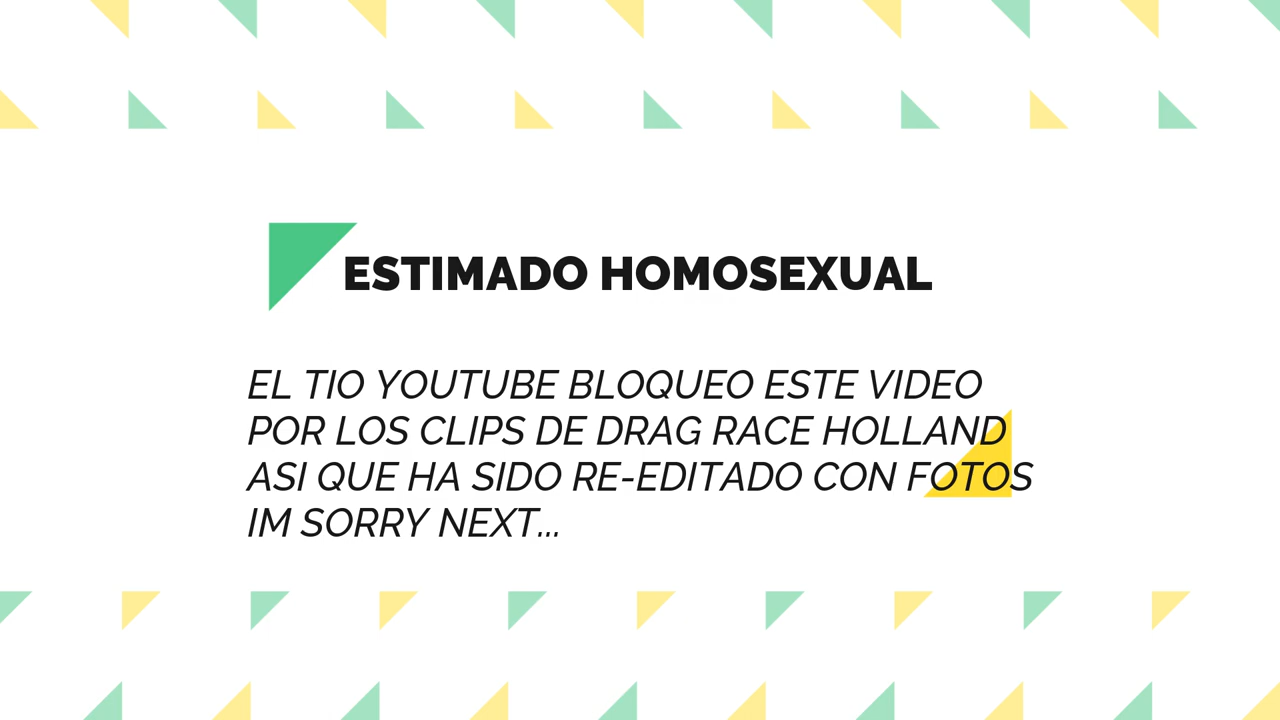 ESTIMADO HOMOSEXUAL
EL TIO YOUTUBE BLOQUEO ESTE VIDEO
POR LOS CLIPS DE DRAG RACE HOLLAND
ASI QUE HA SIDO RE-EDITADO CON FOTOS
IM SORRY NEXT...